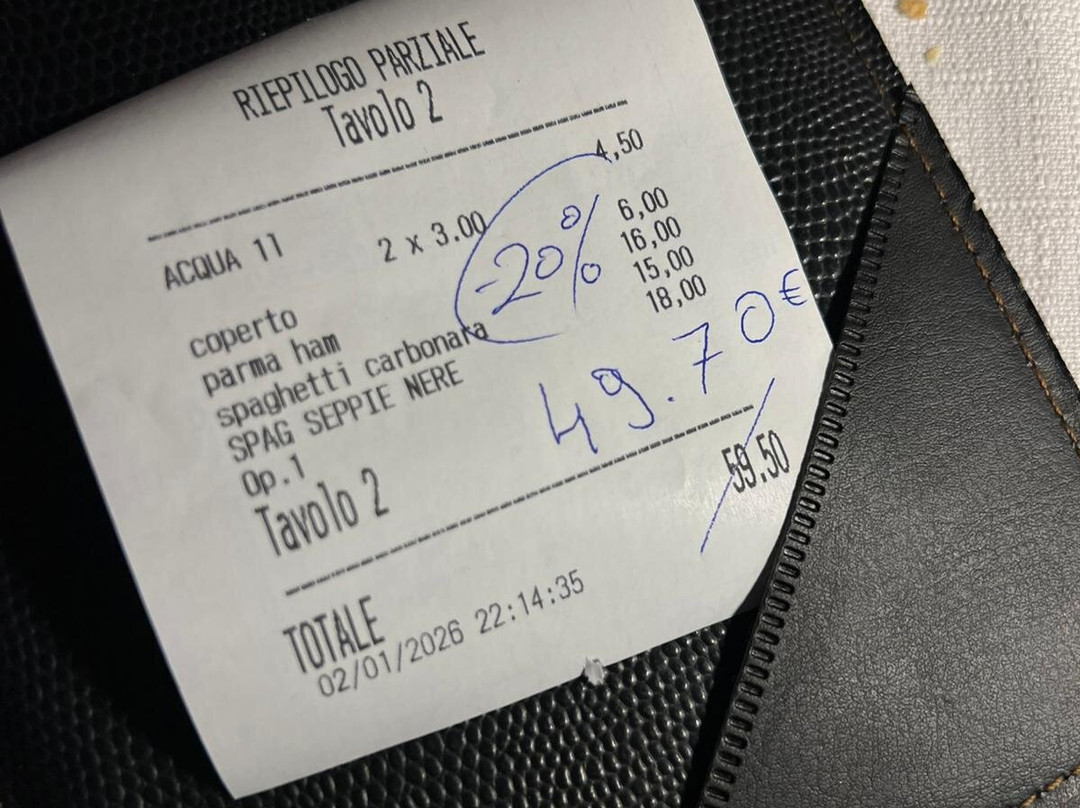 RIEPILOGO PARZIALE
Tavolo 2
ACQUA 1l 4,50
2 x 3.00
coperto 6,00
parma ham 16,00
spaghetti carbonara 15,00
SPAG SEPPIE NERE 18,00
-20%
Op.1
49.70€
Tavolo 2
TOTALE 59.50
02/01/2026 22:14:35